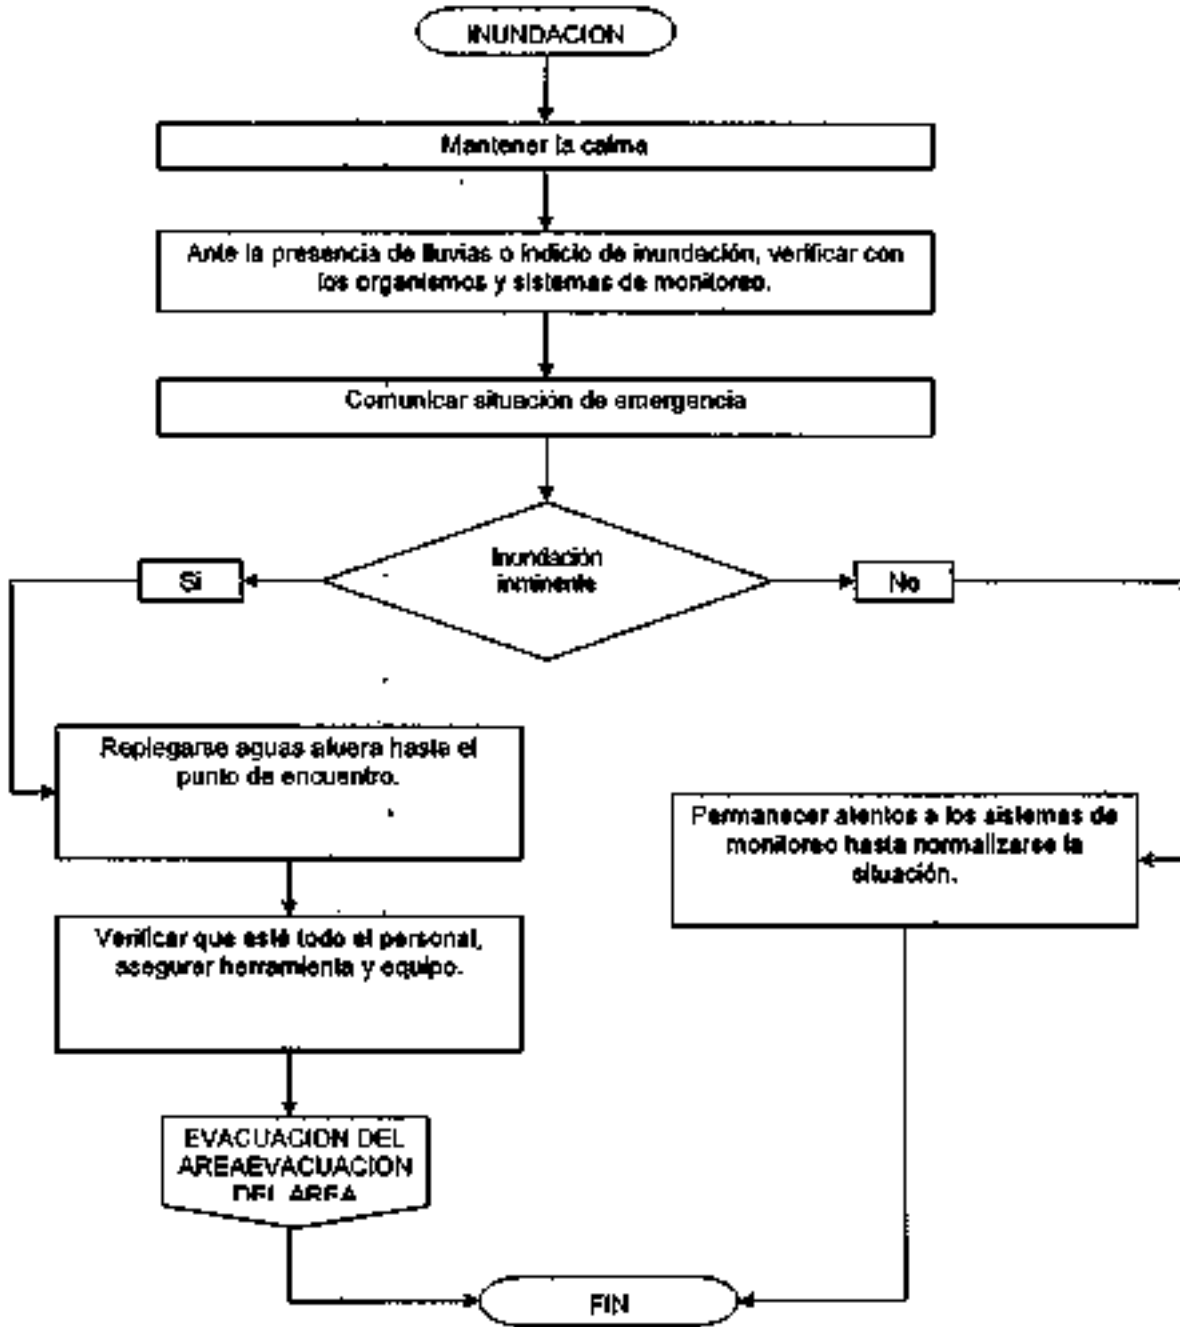 INUNDACION
Mantener la calma
Ante la presencia de lluvias o indicio de inundación, verificar con
los organismos y sistemas de monitoreo.
Comunicar situación de emergencia
Inundación
inminente
Si
No
Replegarse aguas afuera hasta el
punto de encuentro.
Permanecer atentos a los sistemas de
monitoreo hasta normalizarse la
situación.
Verificar que esté todo el personal,
asegurar herramienta y equipo.
EVACUACION DEL
AREAEVACUACION
DEL AREA
FIN